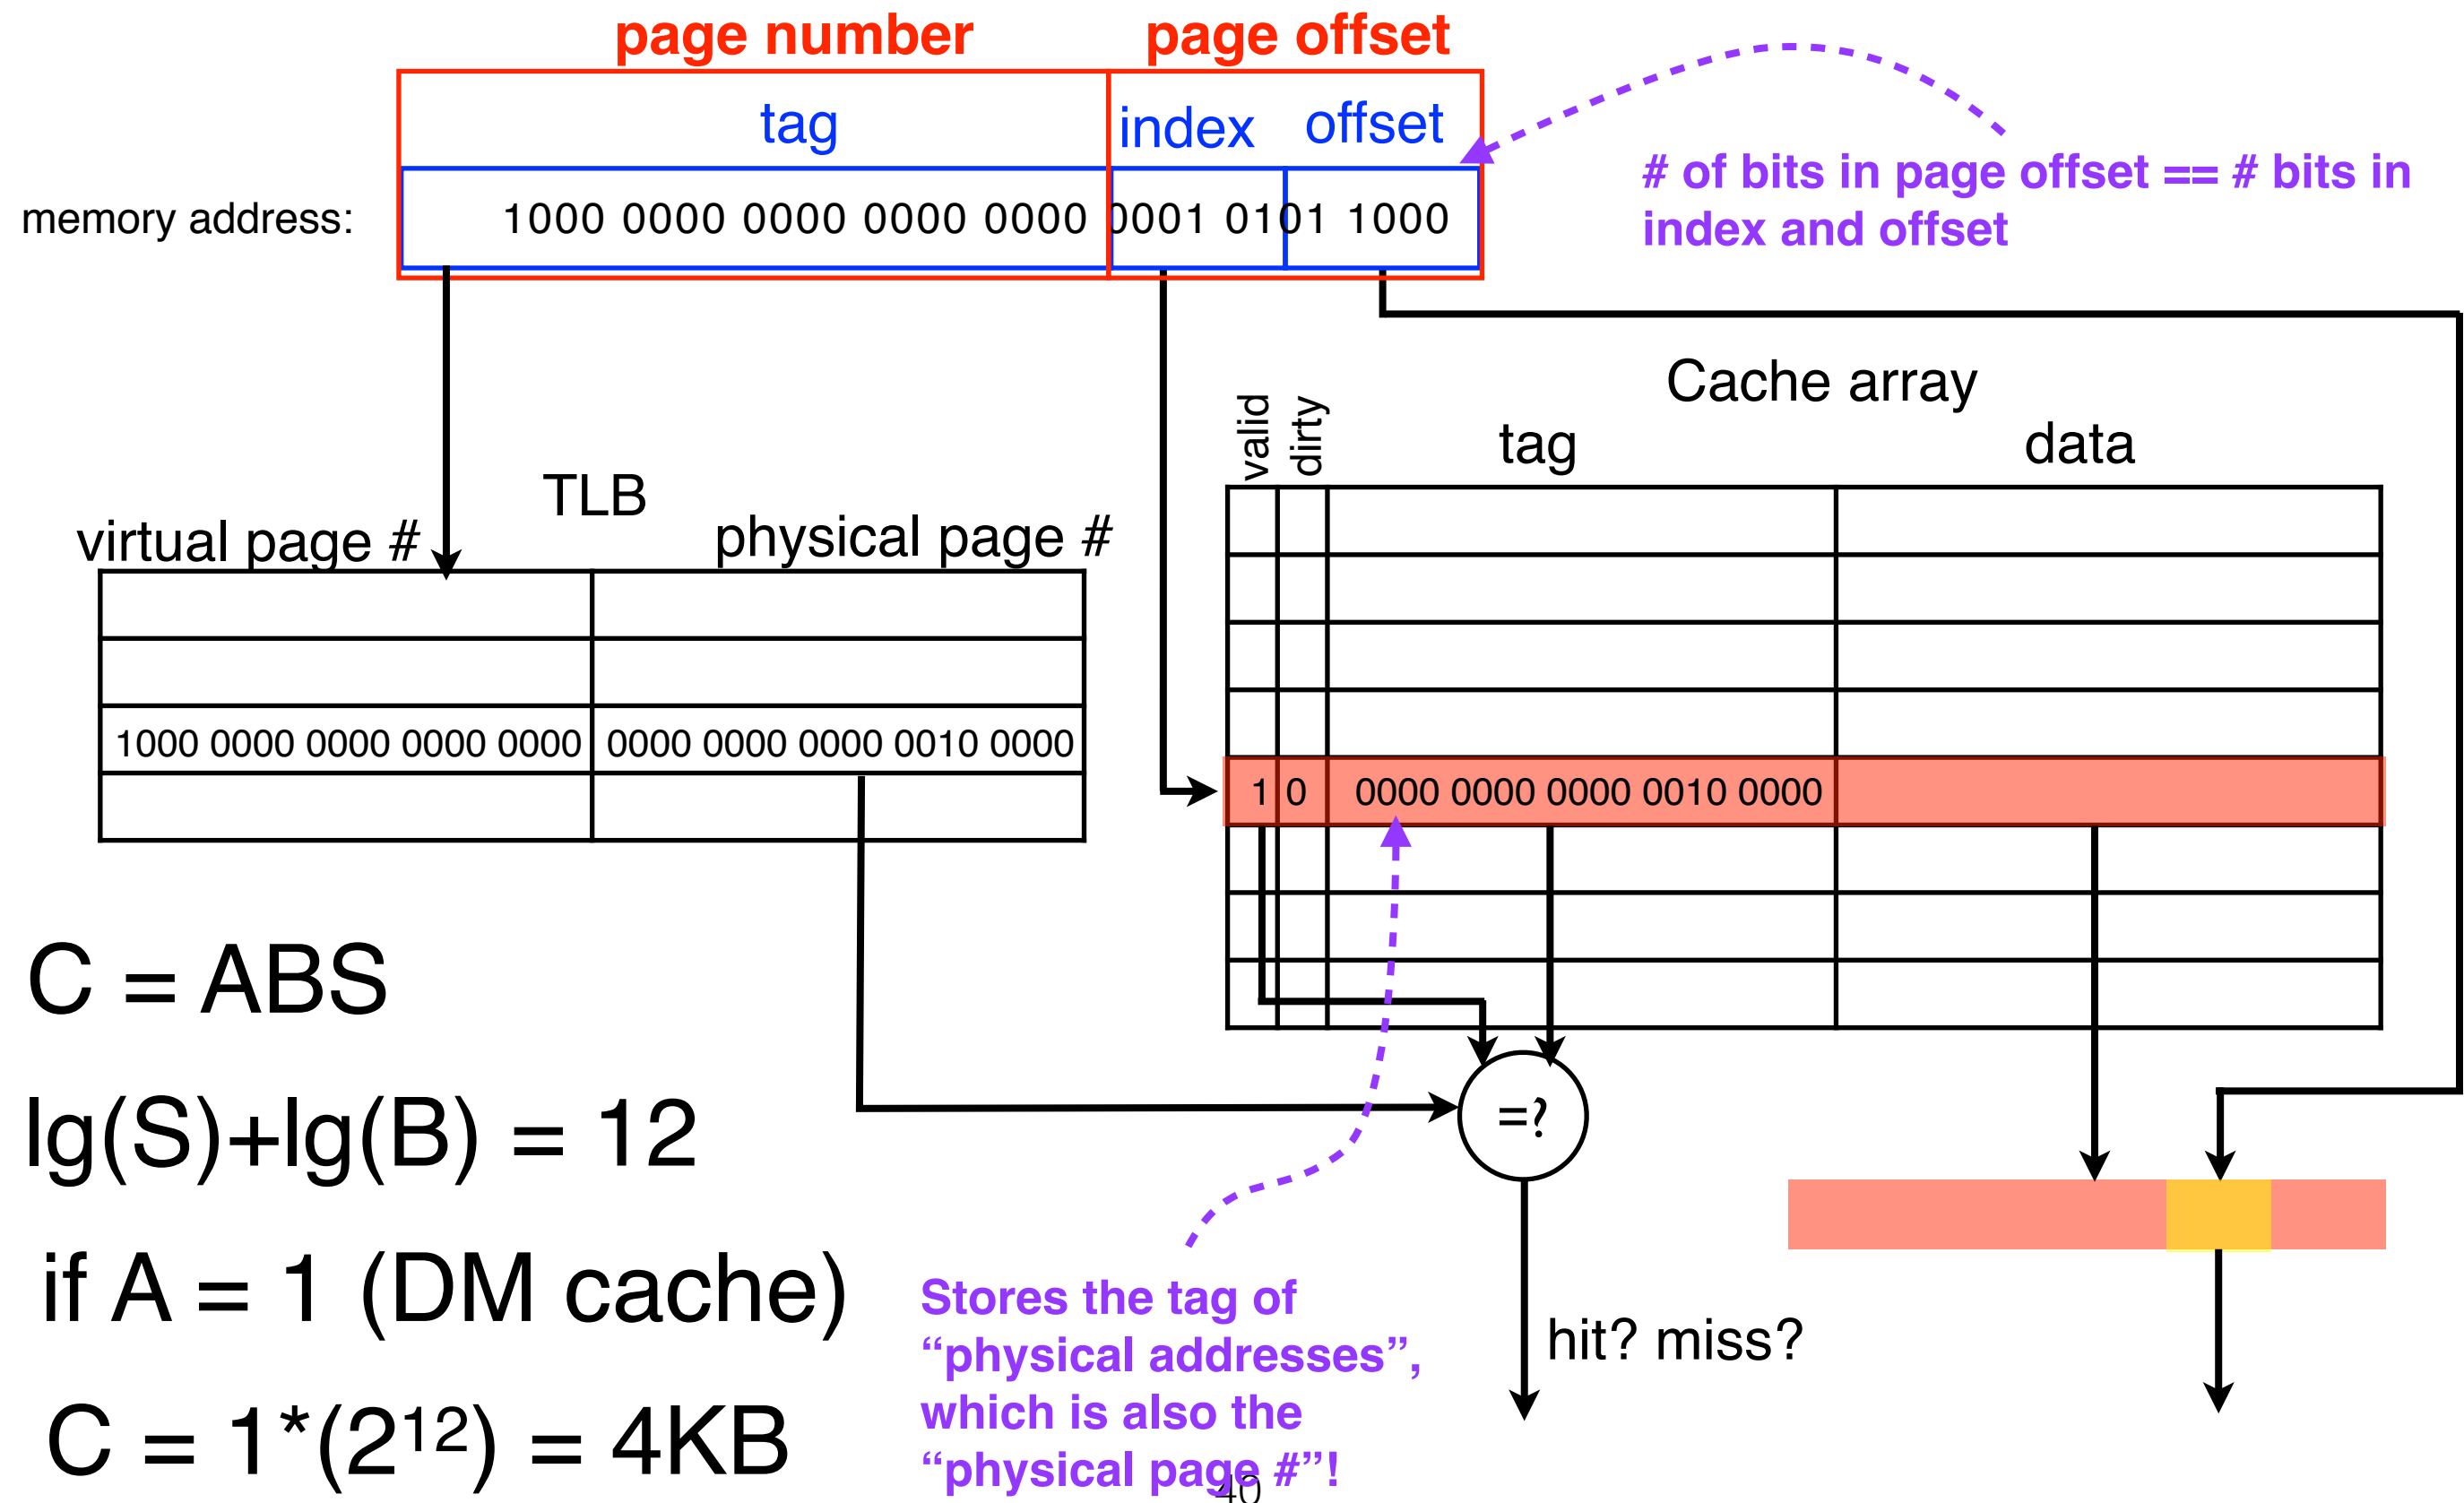 page number page offset
tag index offset
memory address: 1000 0000 0000 0000 0000 0001 0101 1000
# of bits in page offset == # bits in
index and offset
Cache array
valid dirty tag data
TLB
virtual page # physical page #
1000 0000 0000 0000 0000 0000 0000 0000 0010 0000
1 0 0000 0000 0000 0010 0000
C = ABS
lg(S)+lg(B) = 12
if A = 1 (DM cache)
C = 1*(2¹²) = 4KB
=?
Stores the tag of
“physical addresses”,
which is also the
“physical page #”!
hit? miss?
40